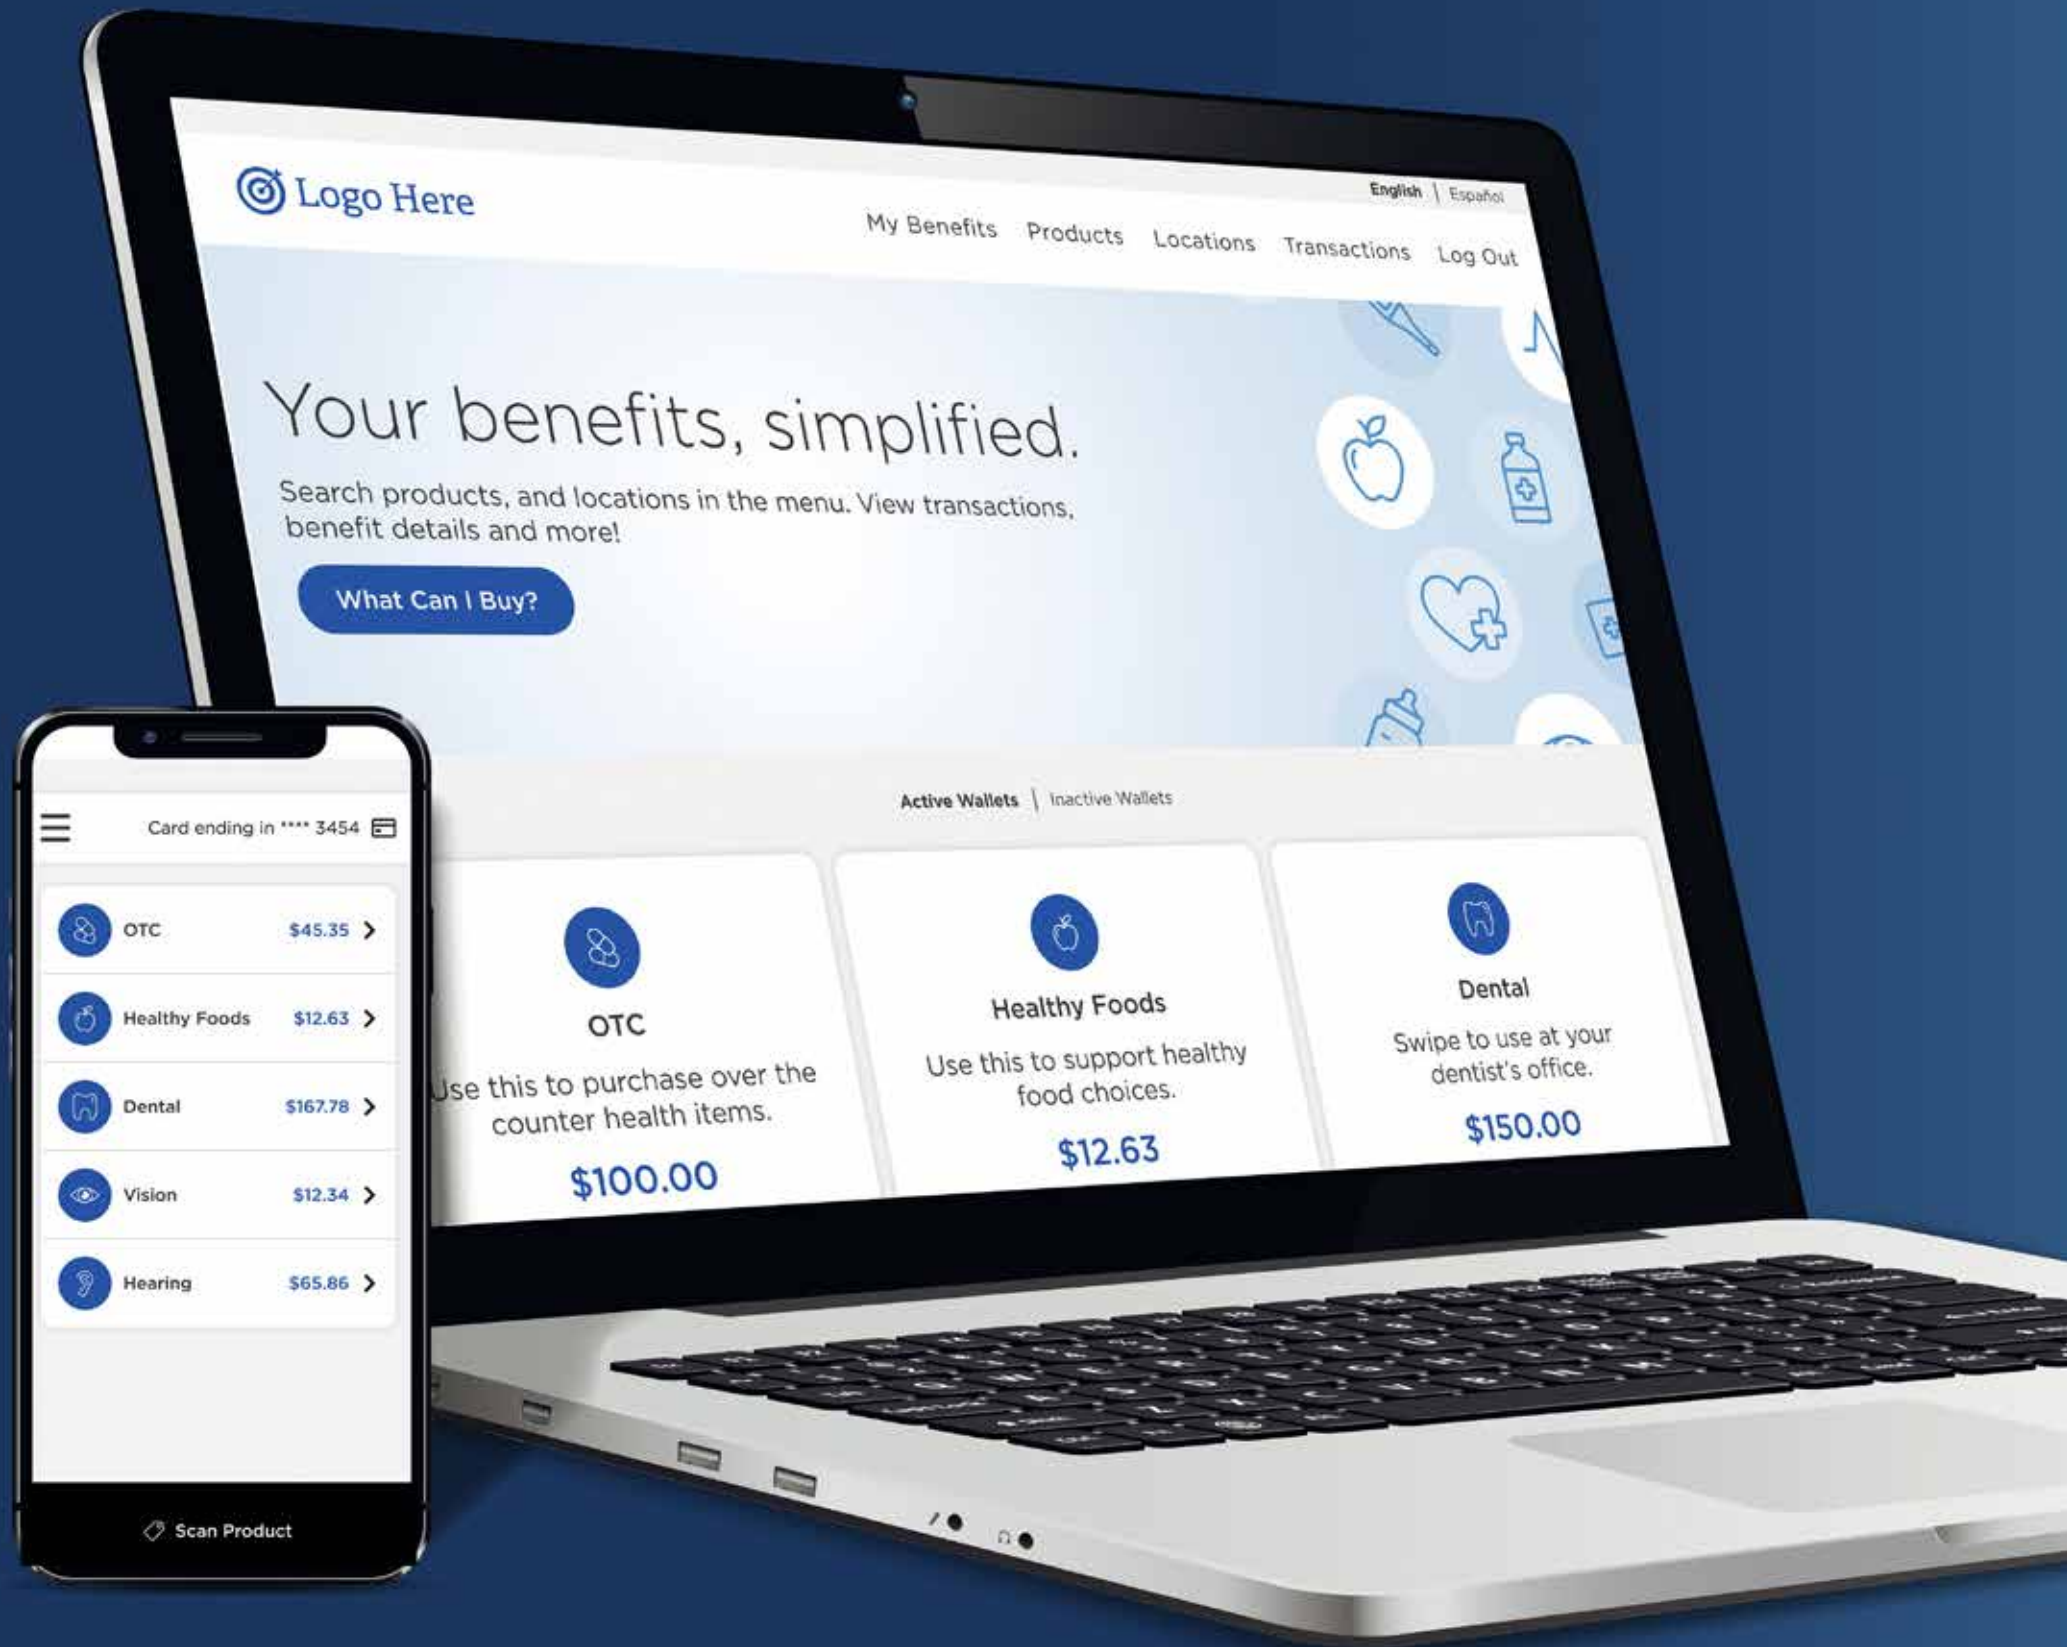 Logo Here
English | Español
My Benefits Products Locations Transactions Log Out
Your benefits, simplified.
Search products, and locations in the menu. View transactions,
benefit details and more!
What Can I Buy?
Active Wallets | Inactive Wallets
OTC
Use this to purchase over the
counter health items.
$100.00
Healthy Foods
Use this to support healthy
food choices.
$12.63
Dental
Swipe to use at your
dentist's office.
$150.00
Card ending in **** 3454
OTC $45.35
Healthy Foods $12.63
Dental $167.78
Vision $12.34
Hearing $65.86
Scan Product